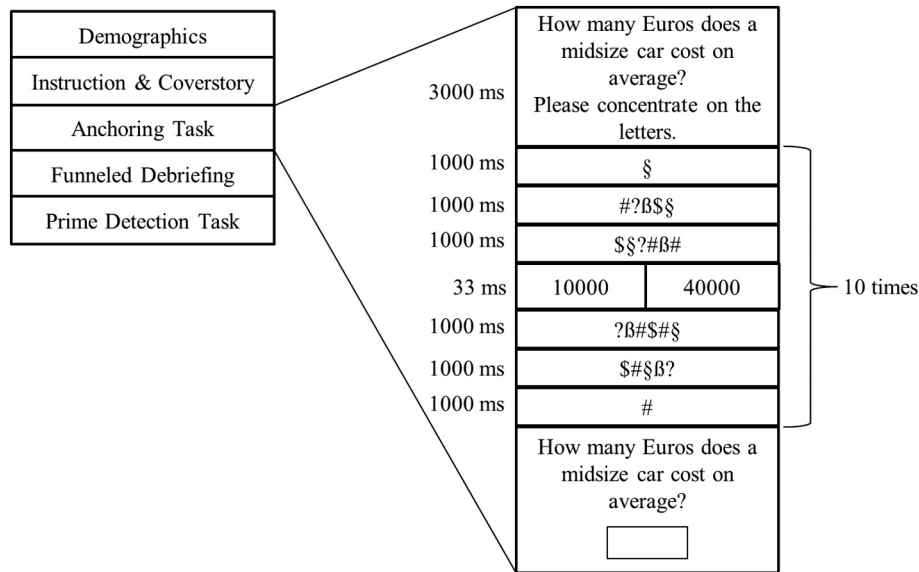 Demographics
Instruction & Coverstory
Anchoring Task
Funneled Debriefing
Prime Detection Task
3000 ms
How many Euros does a
midsize car cost on
average?
Please concentrate on the
letters.
1000 ms
§
1000 ms
#?ß$§
1000 ms
$§?#ß#
33 ms
10000
40000
1000 ms
?ß#$#§
1000 ms
$#§ß?
1000 ms
#
10 times
How many Euros does a
midsize car cost on
average?